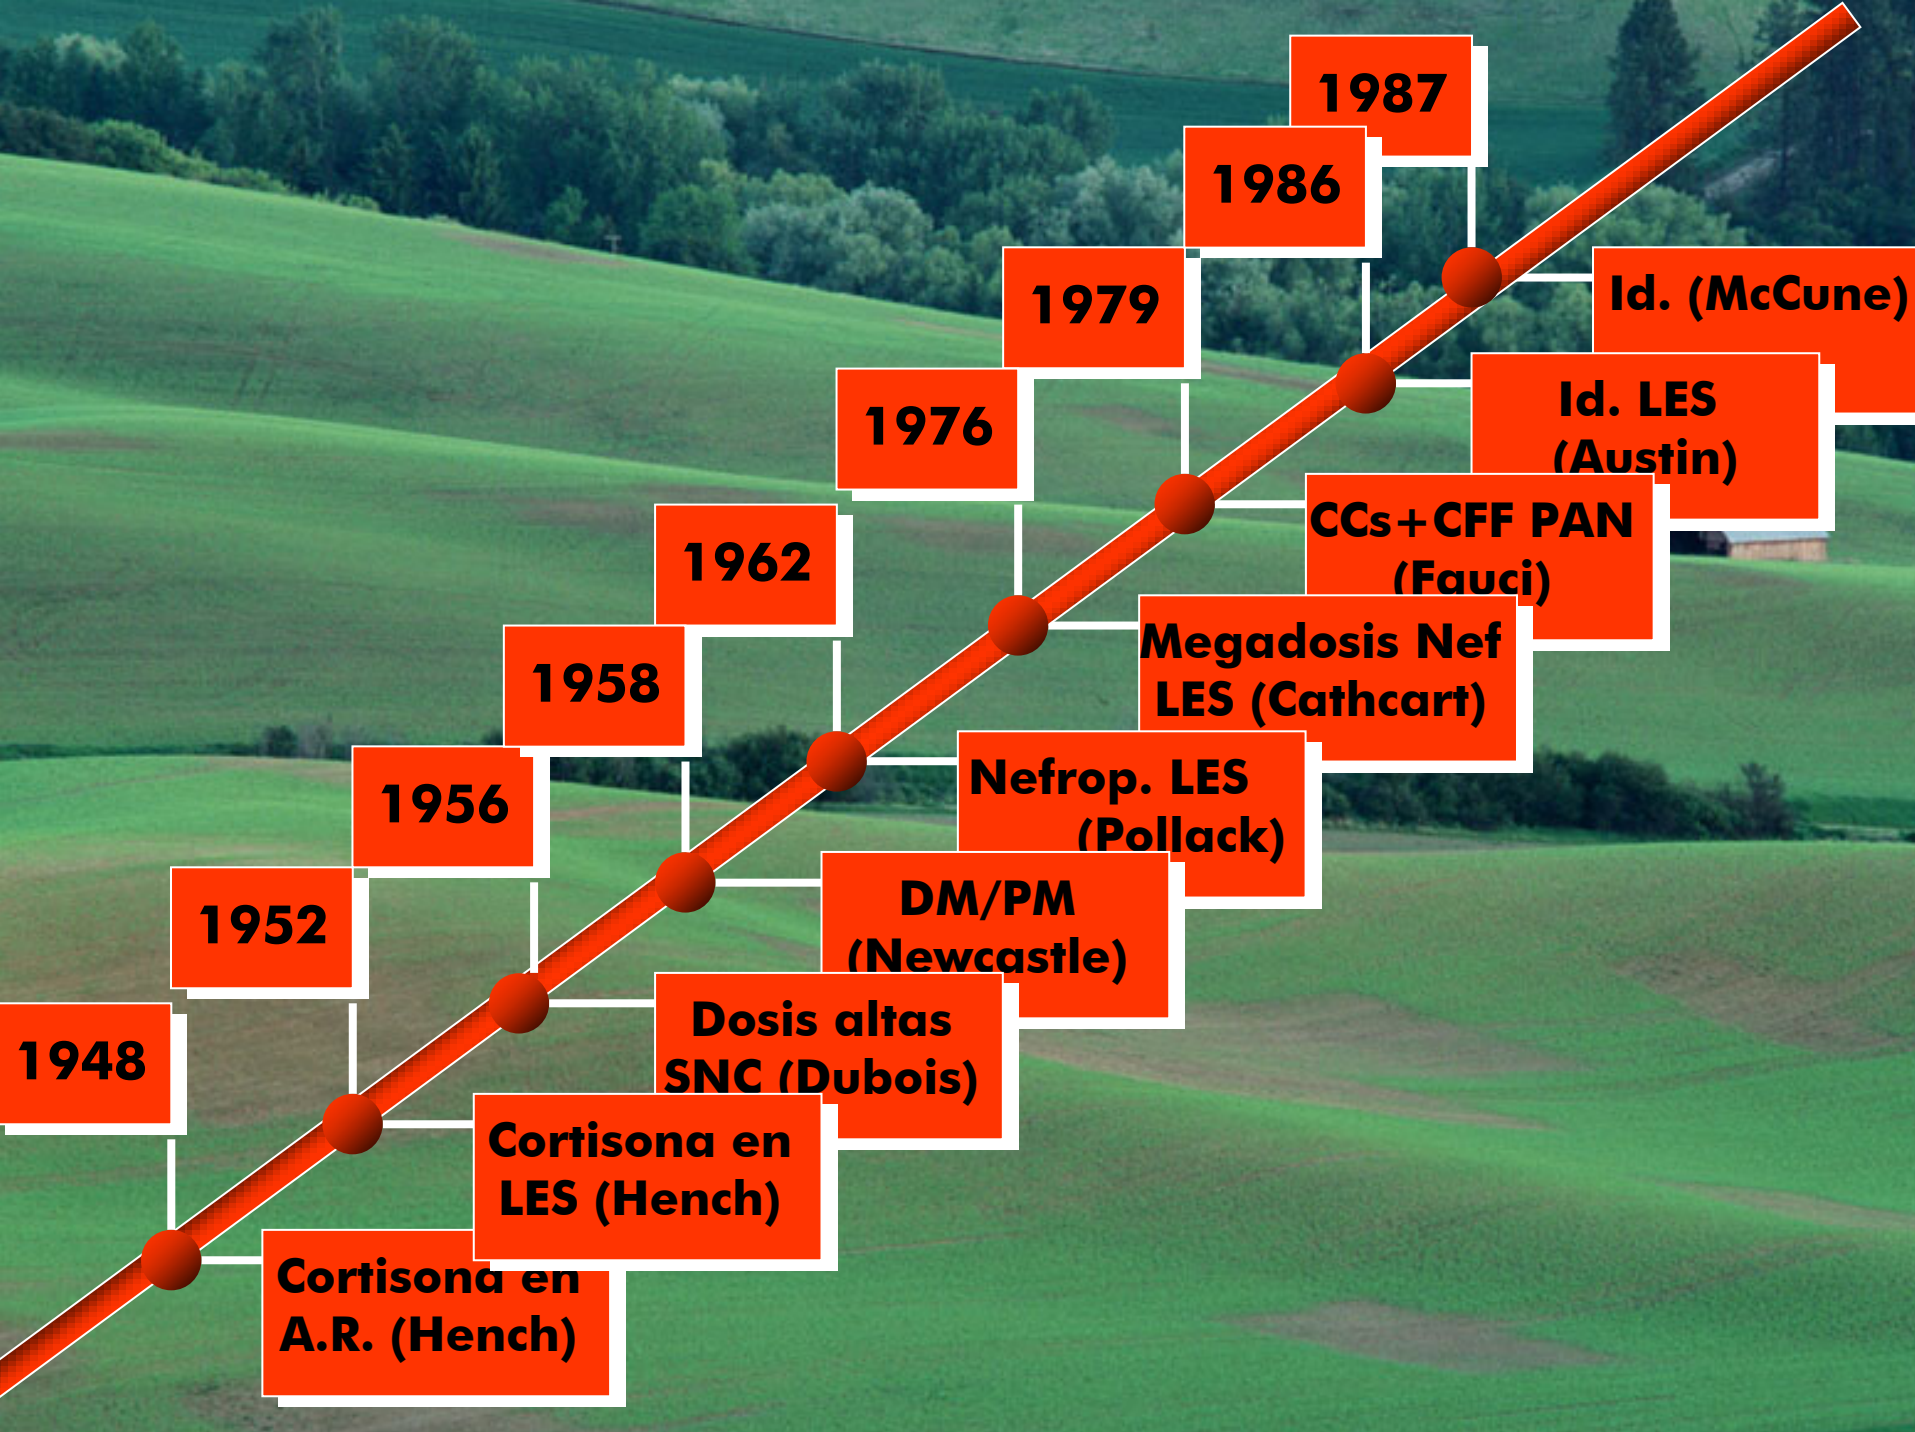 1987
1986
1979
1976
1962
1958
1956
1952
1948
Id. (McCune)
Id. LES
(Austin)
CCs+CFF PAN
(Fauci)
Megadosis Nef
LES (Cathcart)
Nefrop. LES
(Pollack)
DM/PM
(Newcastle)
Dosis altas
SNC (Dubois)
Cortisona en
LES (Hench)
Cortisona en
A.R. (Hench)